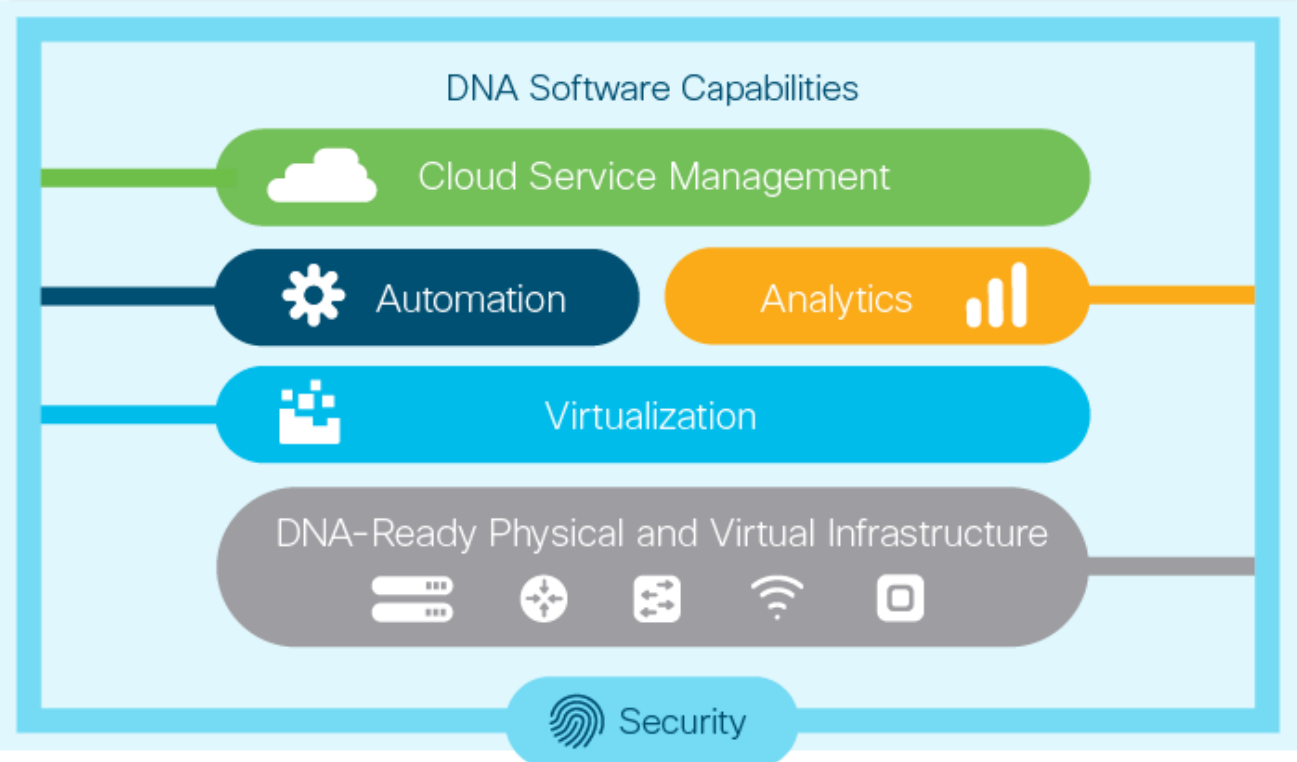 DNA Software Capabilities
Cloud Service Management
Automation
Analytics
Virtualization
DNA-Ready Physical and Virtual Infrastructure
Security